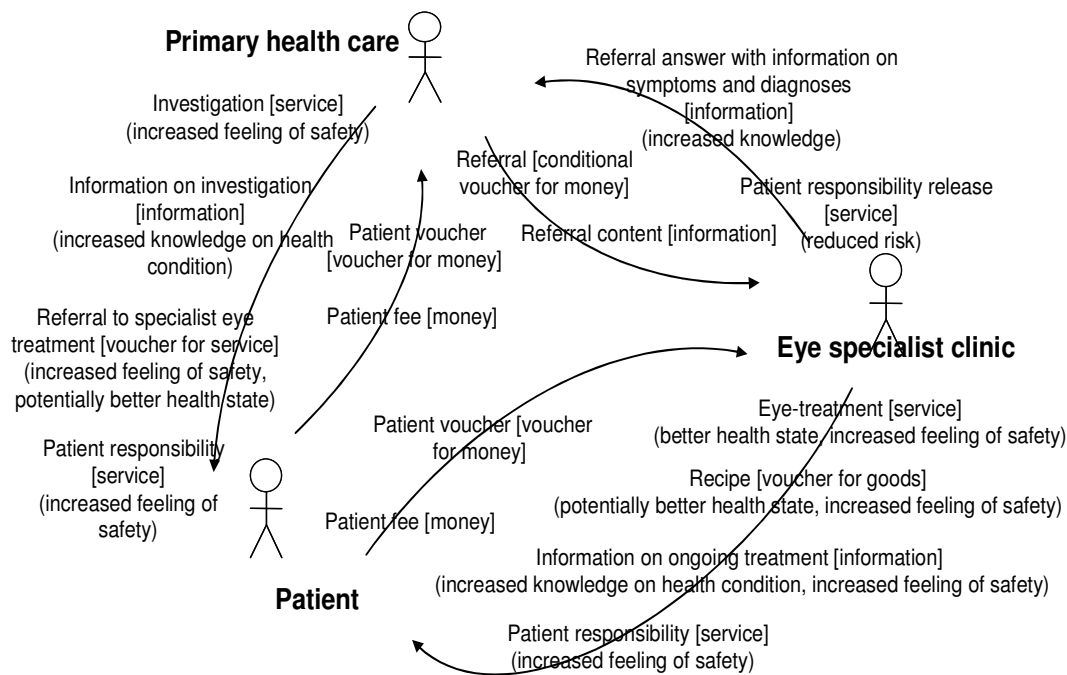 Primary health care
Investigation [service]
(increased feeling of safety)
Information on investigation
[information]
(increased knowledge on health
condition)
Referral to specialist eye
treatment [voucher for service]
(increased feeling of safety,
potentially better health state)
Patient responsibility
[service]
(increased feeling of
safety)
Patient voucher
[voucher for money]
Patient fee [money]
Referral [conditional
voucher for money]
Referral content [information]
Referral answer with information on
symptoms and diagnoses
[information]
(increased knowledge)
Patient responsibility release
[service]
(reduced risk)
Eye specialist clinic
Patient voucher [voucher
for money]
Patient fee [money]
Patient
Eye-treatment [service]
(better health state, increased feeling of safety)
Recipe [voucher for goods]
(potentially better health state, increased feeling of safety)
Information on ongoing treatment [information]
(increased knowledge on health condition, increased feeling of safety)
Patient responsibility [service]
(increased feeling of safety)